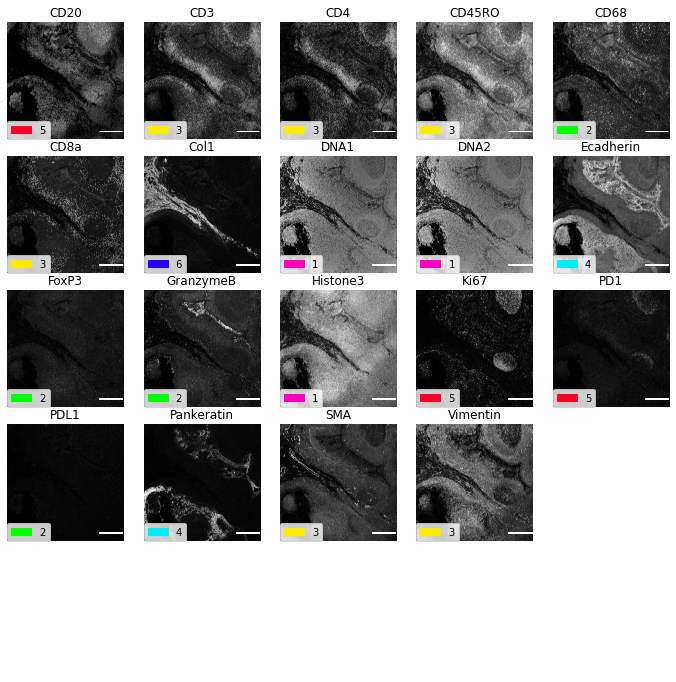 CD20 CD3 CD4 CD45RO CD68
5 3 3 3 2
CD8a Col1 DNA1 DNA2 Ecadherin
3 6 1 1 4
FoxP3 GranzymeB Histone3 Ki67 PD1
2 2 1 5 5
PDL1 Pankeratin SMA Vimentin
2 4 3 3